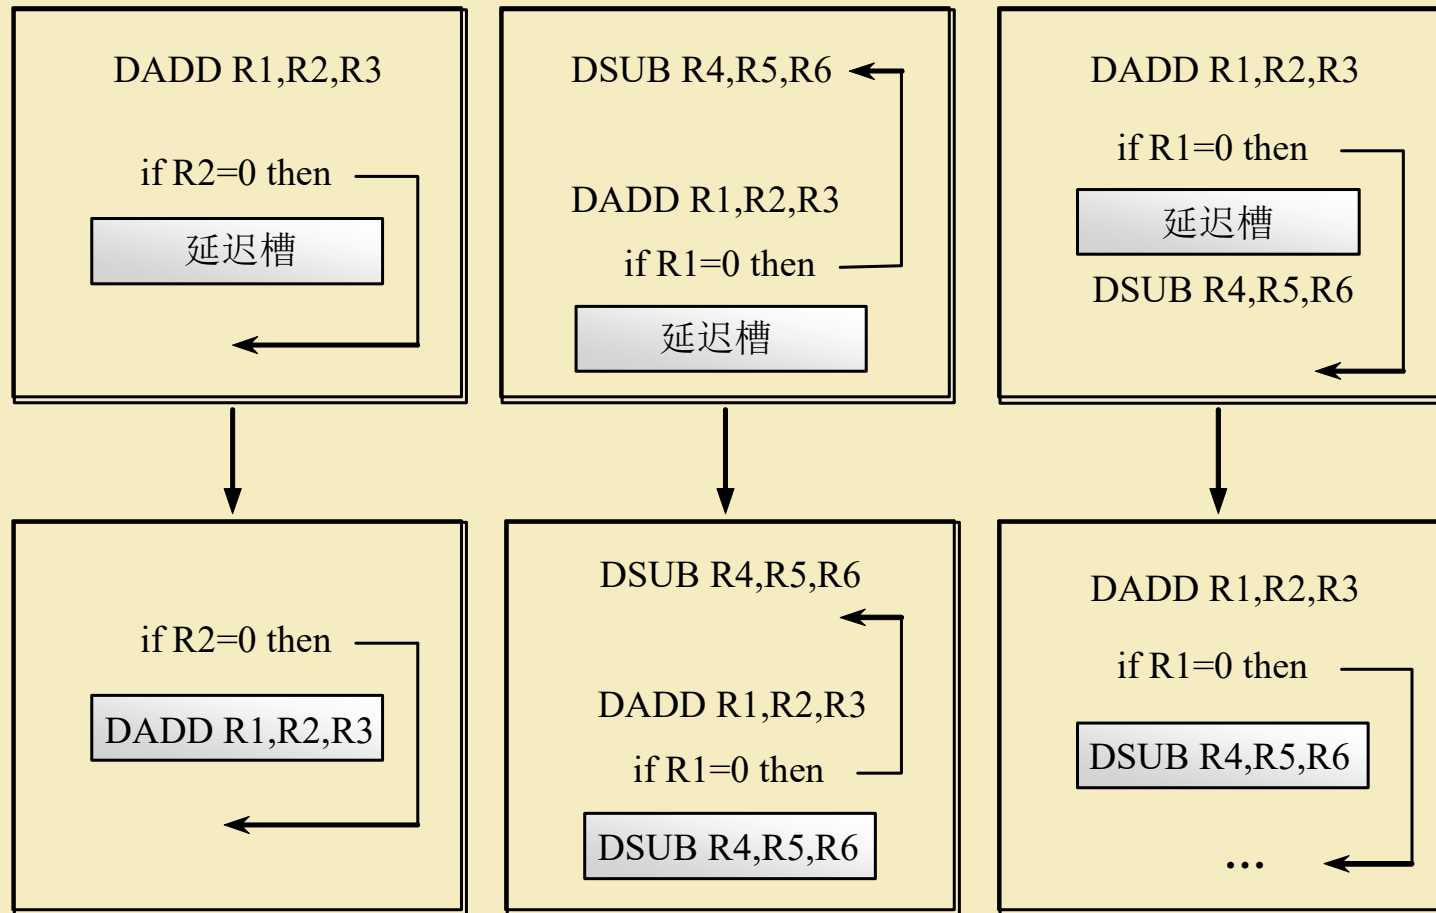 DADD R1,R2,R3
if R2=0 then
延迟槽
DSUB R4,R5,R6
DADD R1,R2,R3
if R1=0 then
延迟槽
DADD R1,R2,R3
if R1=0 then
延迟槽
DSUB R4,R5,R6
if R2=0 then
DADD R1,R2,R3
DSUB R4,R5,R6
DADD R1,R2,R3
if R1=0 then
DSUB R4,R5,R6
DADD R1,R2,R3
if R1=0 then
DSUB R4,R5,R6
...